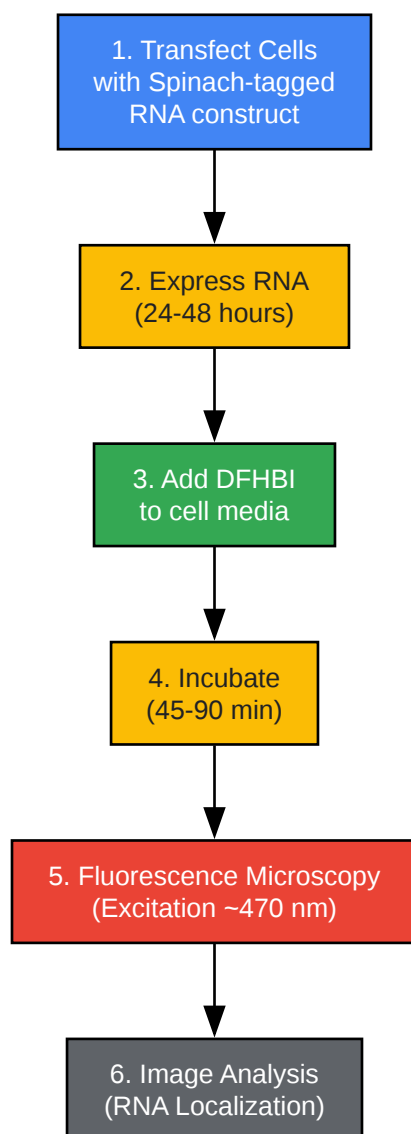 1. Transfect Cells
with Spinach-tagged
RNA construct
2. Express RNA
(24-48 hours)
3. Add DFHBI
to cell media
4. Incubate
(45-90 min)
5. Fluorescence Microscopy
(Excitation ~470 nm)
6. Image Analysis
(RNA Localization)